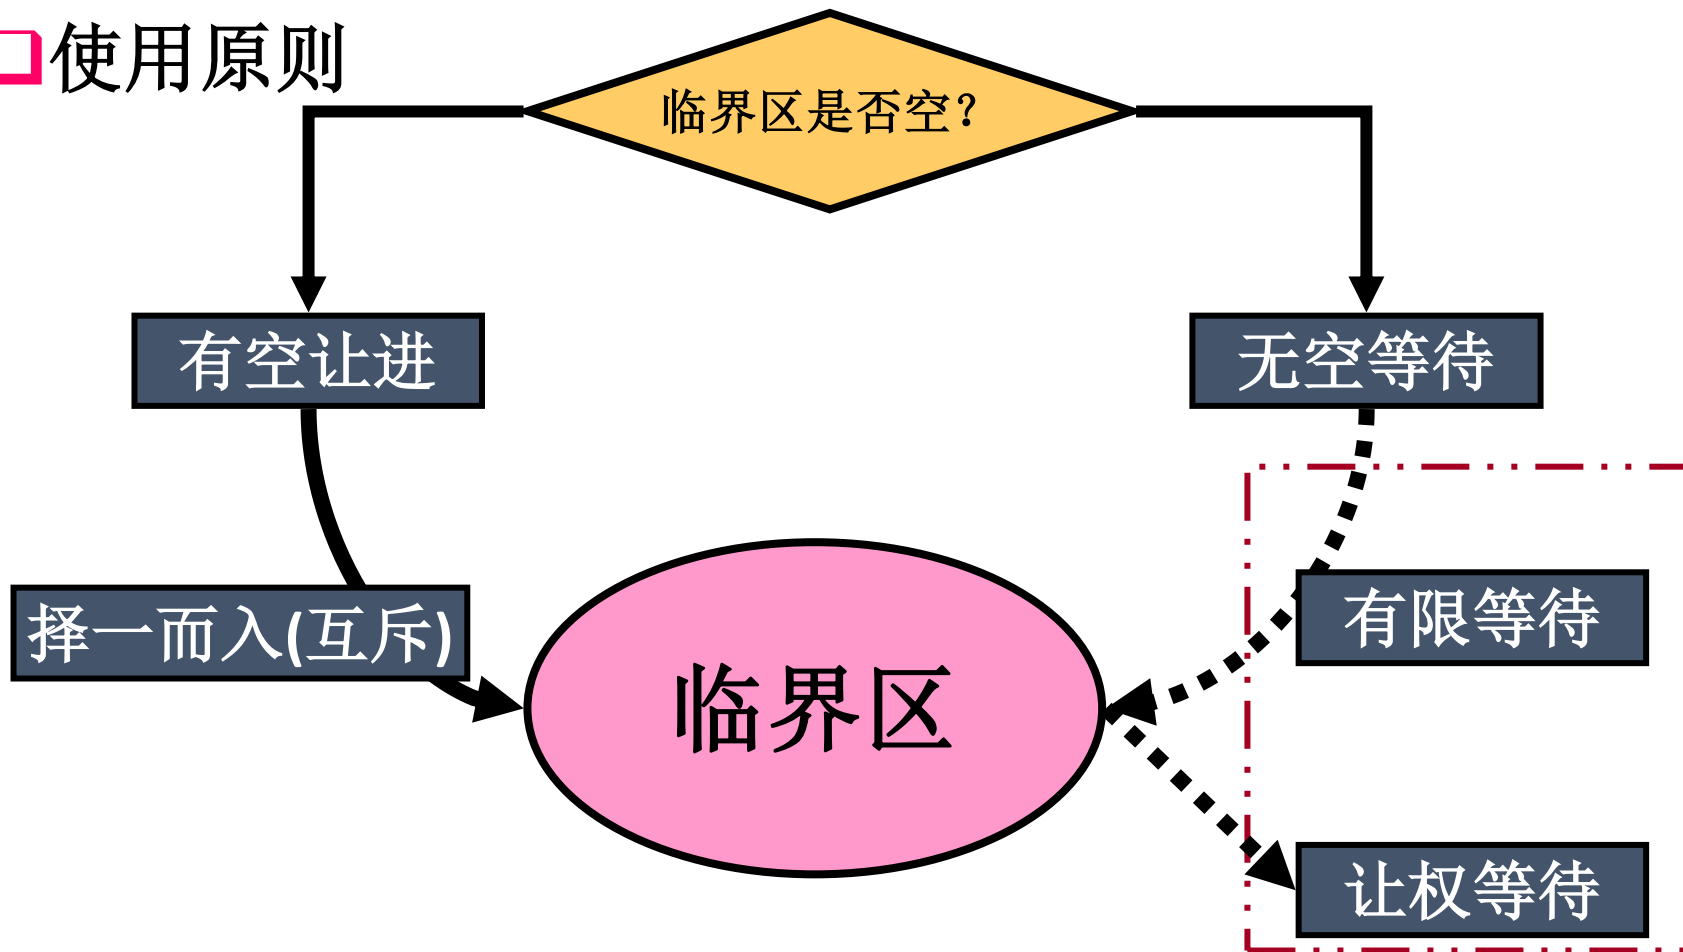 使用原则
临界区是否空?
有空让进
无空等待
择一而入(互斥)
有限等待
临界区
让权等待